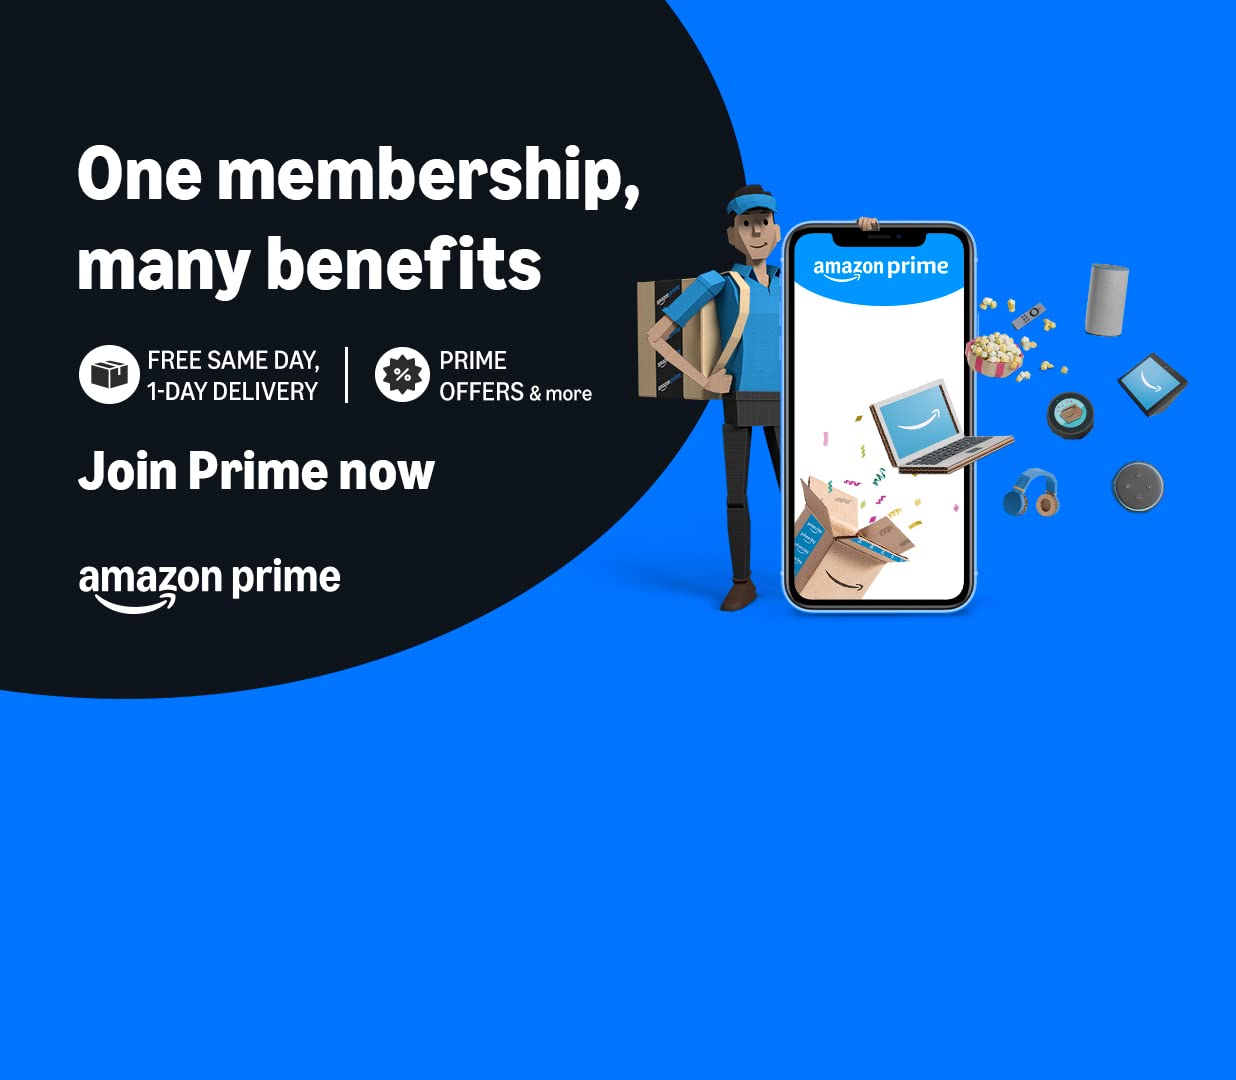 One membership,
many benefits
FREE SAME DAY,
1-DAY DELIVERY
PRIME
OFFERS & more
Join Prime now
amazon prime
amazon prime